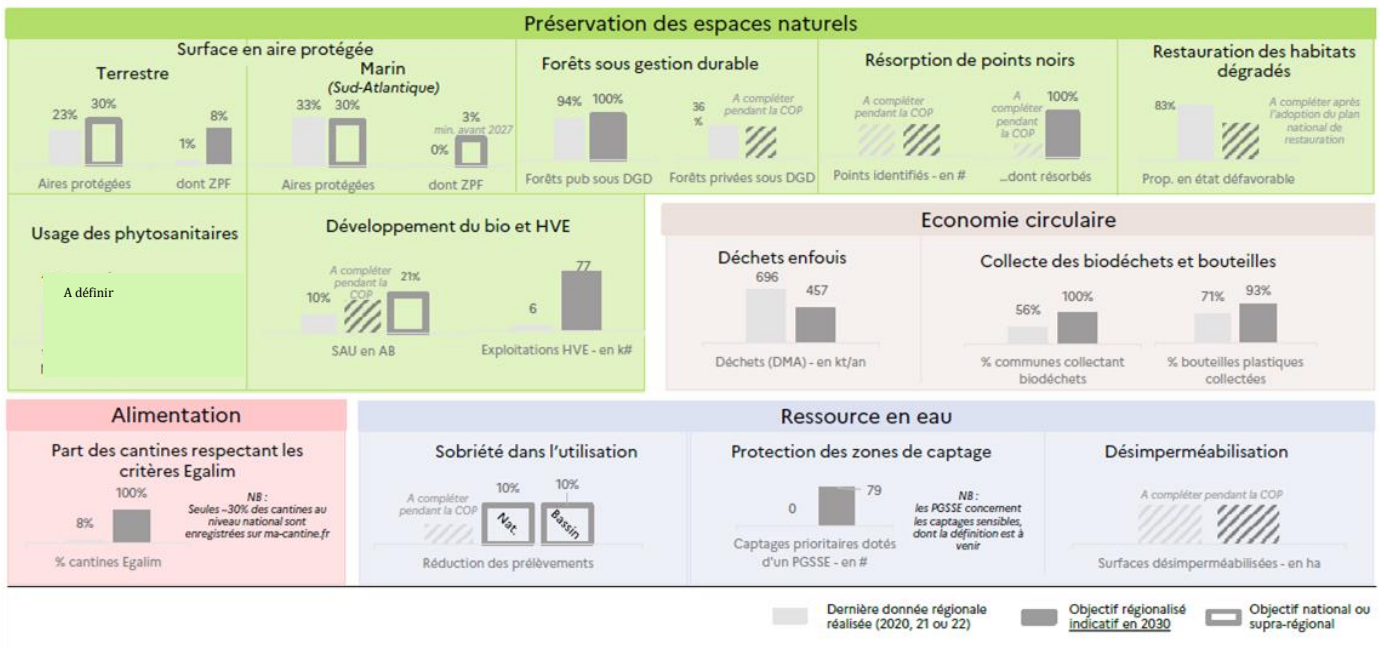 Préservation des espaces naturels
Surface en aire protégée
Terrestre
23%
30%
Aires protégées
1%
8%
dont ZPF
Marin
(Sud-Atlantique)
33%
30%
Aires protégées
3%
min. avant 2027
0%
dont ZPF
Forêts sous gestion durable
94%
100%
Forêts pub sous DGD
36
%
A compléter
pendant la COP
Forêts privées sous DGD
Résorption de points noirs
A compléter
pendant la COP
Points identifiés - en #
A
compléter
pendant
la COP
100%
...dont résorbés
Restauration des habitats
dégradés
83%
A compléter après
l'adoption du plan
national de
restauration
Prop. en état défavorable
Usage des phytosanitaires
A définir
Développement du bio et HVE
10%
A compléter
pendant la
COP
21%
SAU en AB
6
77
Exploitations HVE - en k#
Economie circulaire
Déchets enfouis
696
457
Déchets (DMA) - en kt/an
Collecte des biodéchets et bouteilles
56%
100%
% communes collectant
biodéchets
71%
93%
% bouteilles plastiques
collectées
Alimentation
Part des cantines respectant les
critères Egalim
8%
100%
% cantines Egalim
NB :
Seules ~30% des cantines au
niveau national sont
enregistrées sur ma-cantine.fr
Ressource en eau
Sobriété dans l'utilisation
A compléter
pendant la COP
10%
Nat.
10%
Bassin
Réduction des prélèvements
Protection des zones de captage
0
79
Captages prioritaires dotés
d'un PGSSE - en #
NB :
les PGSSE concernent
les captages sensibles,
dont la définition est à
venir
Désimperméabilisation
A compléter pendant la COP
Surfaces désimperméabilisées - en ha
Dernière donnée régionale
réalisée (2020, 21 ou 22)
Objectif régionalisé
indicatif en 2030
Objectif national ou
supra-régional